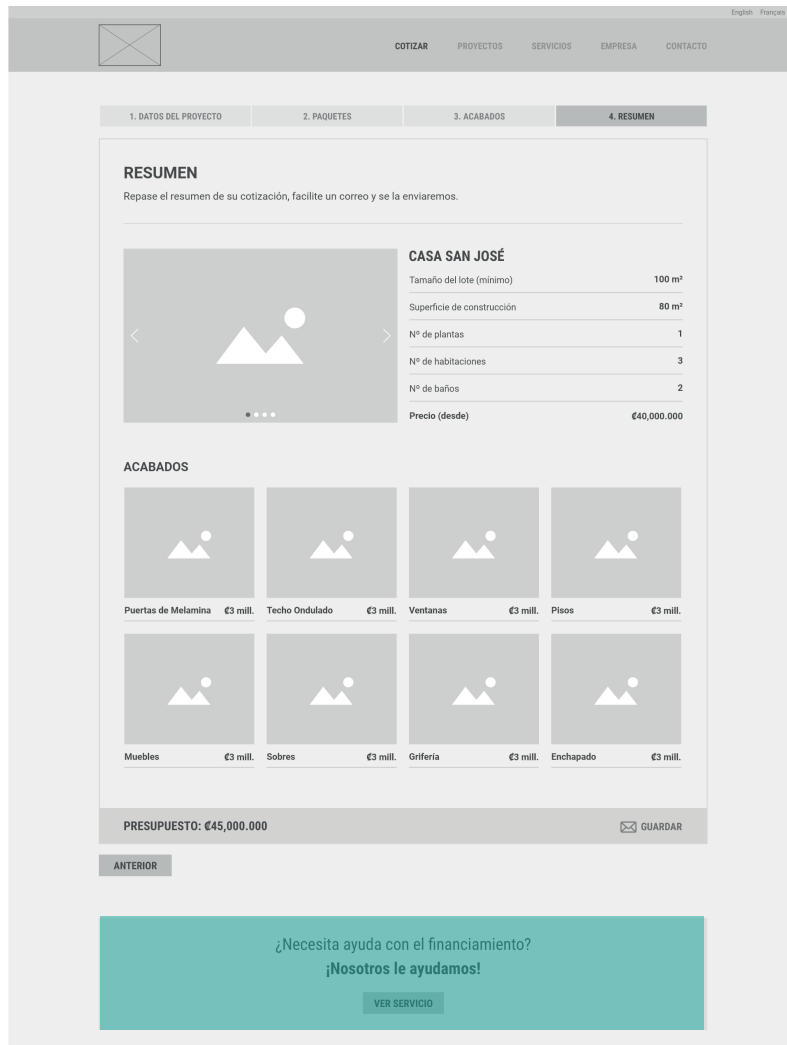 English Français
COTIZAR PROYECTOS SERVICIOS EMPRESA CONTACTO
1. DATOS DEL PROYECTO 2. PAQUETES 3. ACABADOS 4. RESUMEN
RESUMEN
Repase el resumen de su cotización, facilite un correo y se la enviaremos.
CASA SAN JOSÉ
Tamaño del lote (mínimo) 100 m²
Superficie de construcción 80 m²
Nº de plantas 1
Nº de habitaciones 3
Nº de baños 2
Precio (desde) ₡40,000.000
ACABADOS
Puertas de Melamina ₡3 mill. Techo Ondulado ₡3 mill. Ventanas ₡3 mill. Pisos ₡3 mill.
Muebles ₡3 mill. Sobres ₡3 mill. Grifería ₡3 mill. Enchapado ₡3 mill.
PRESUPUESTO: ₡45,000.000 GUARDAR
ANTERIOR
¿Necesita ayuda con el financiamiento?
¡Nosotros le ayudamos!
VER SERVICIO